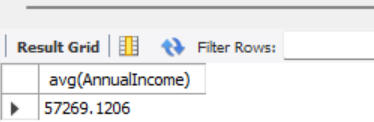 Result Grid Filter Rows:
avg(AnnualIncome)
57269.1206